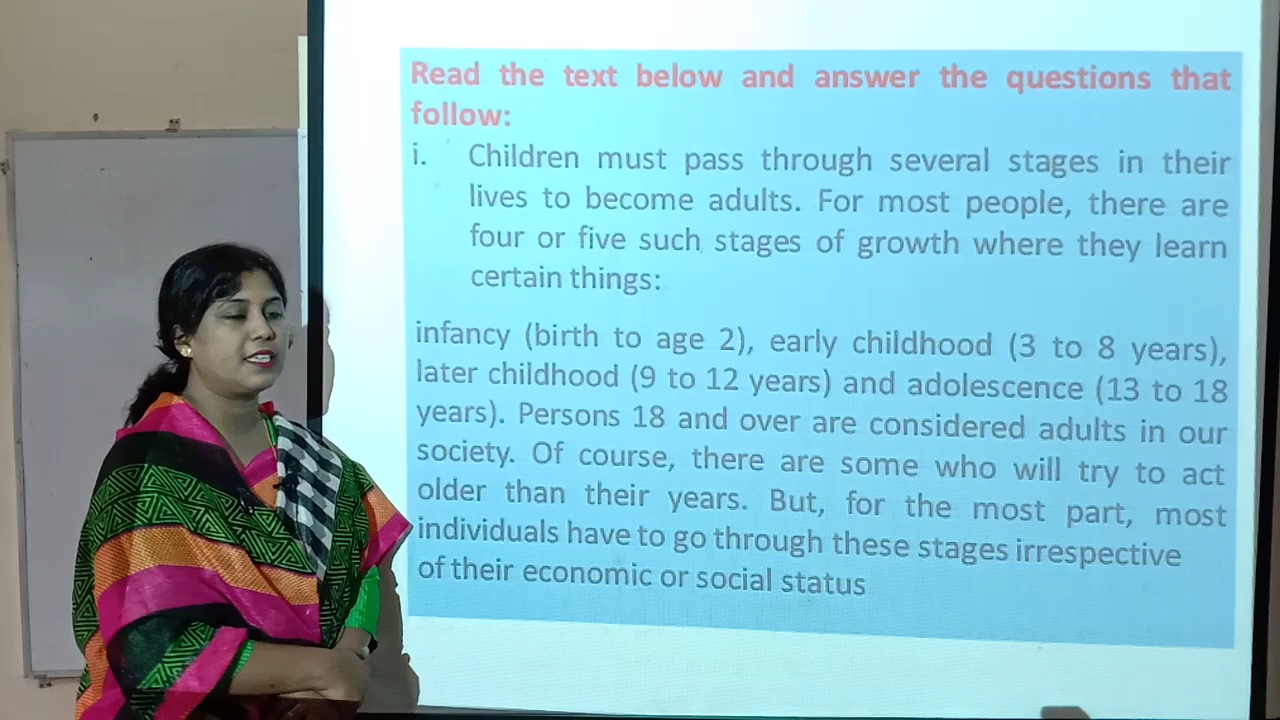 Read the text below and answer the questions that
follow:
i. Children must pass through several stages in their
lives to become adults. For most people, there are
four or five such stages of growth where they learn
certain things:
infancy (birth to age 2), early childhood (3 to 8 years),
later childhood (9 to 12 years) and adolescence (13 to 18
years). Persons 18 and over are considered adults in our
society. Of course, there are some who will try to act
older than their years. But, for the most part, most
individuals have to go through these stages irrespective
of their economic or social status